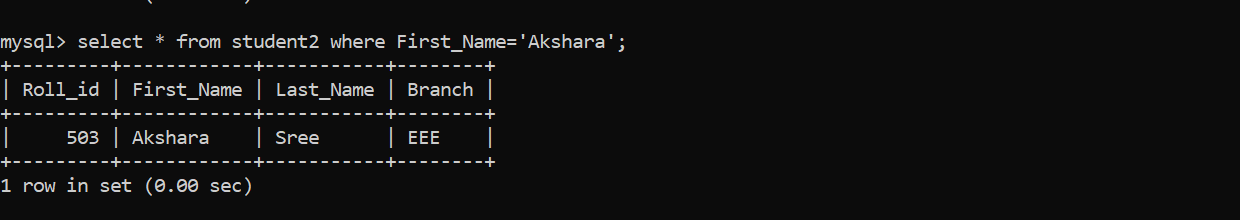 mysql> select * from student2 where First_Name='Akshara';
+---------+------------+-----------+--------+
| Roll_id | First_Name | Last_Name | Branch |
+---------+------------+-----------+--------+
|     503 | Akshara    | Sree      | EEE    |
+---------+------------+-----------+--------+
1 row in set (0.00 sec)